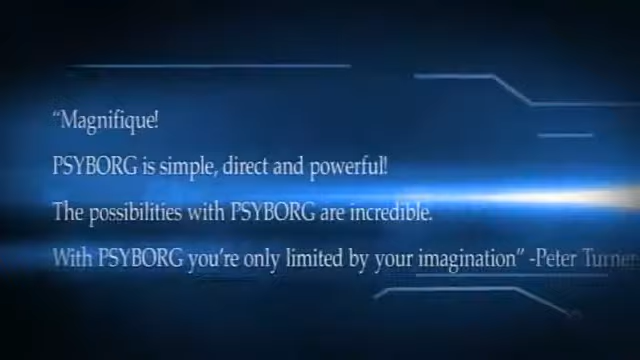 “Magnifique!
PSYBORG is simple, direct and powerful!
The possibilities with PSYBORG are incredible.
With PSYBORG you’re only limited by your imagination” -Peter Turner